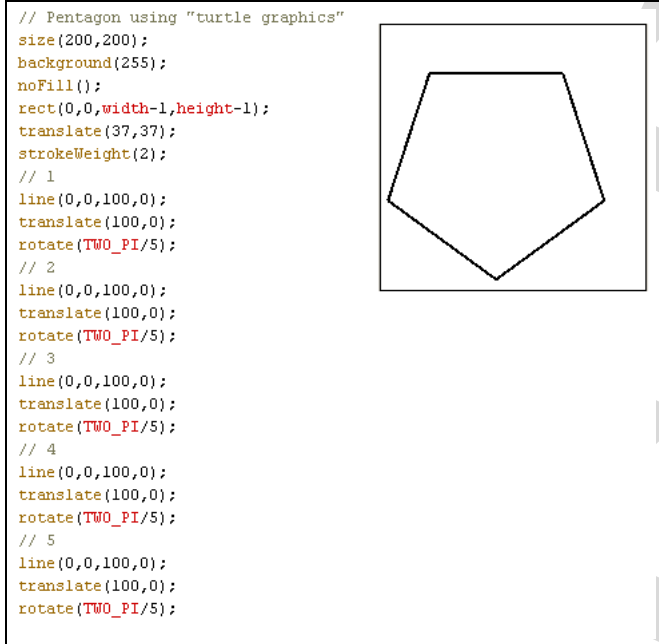 // Pentagon using "turtle graphics"
size(200,200);
background(255);
noFill();
rect(0,0,width-1,height-1);
translate(37,37);
strokeWeight(2);
// 1
line(0,0,100,0);
translate(100,0);
rotate(TWO_PI/5);
// 2
line(0,0,100,0);
translate(100,0);
rotate(TWO_PI/5);
// 3
line(0,0,100,0);
translate(100,0);
rotate(TWO_PI/5);
// 4
line(0,0,100,0);
translate(100,0);
rotate(TWO_PI/5);
// 5
line(0,0,100,0);
translate(100,0);
rotate(TWO_PI/5);